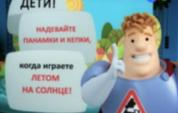 ДЕТИ!
НАДЕВАЙТЕ
ПАНАМКИ И КЕПКИ,
когда играете
ЛЕТОМ
НА СОЛНЦЕ!